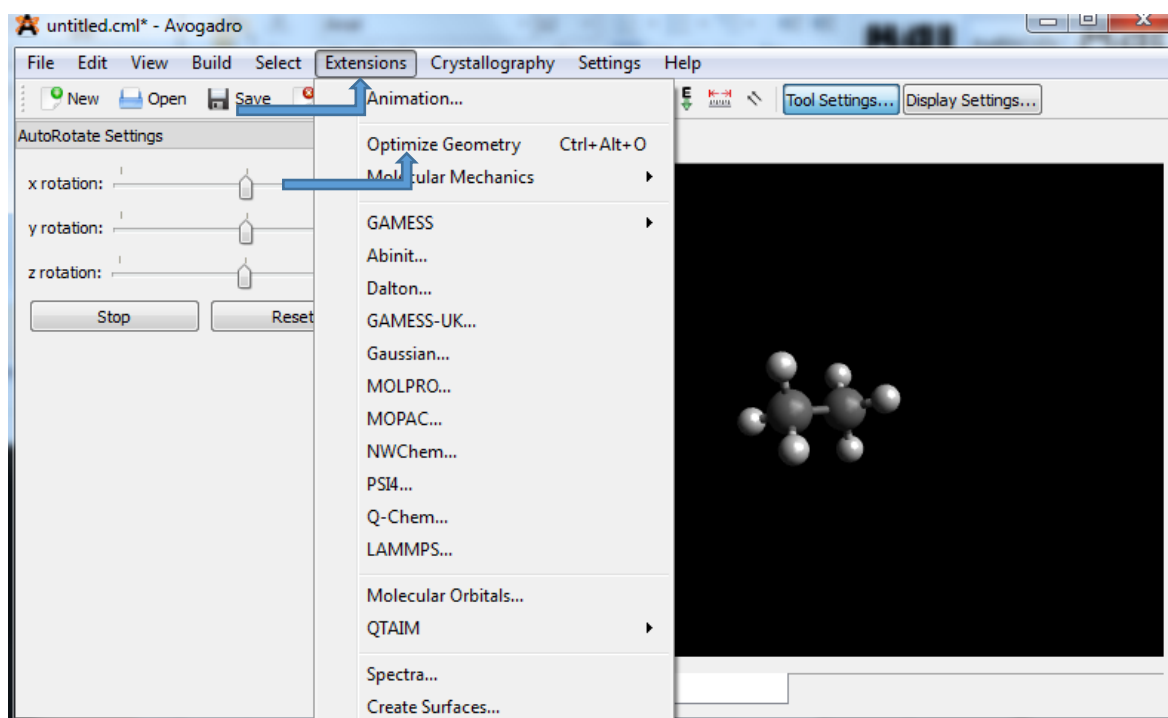 untitled.cml* - Avogadro
File Edit View Build Select Extensions Crystallography Settings Help
New Open Save Tool Settings... Display Settings...
AutoRotate Settings
x rotation:
y rotation:
z rotation:
Stop Reset
Animation...
Optimize Geometry Ctrl+Alt+O
Molecular Mechanics
GAMESS
Abinit...
Dalton...
GAMESS-UK...
Gaussian...
MOLPRO...
MOPAC...
NWChem...
PSI4...
Q-Chem...
LAMMPS...
Molecular Orbitals...
QTAIM
Spectra...
Create Surfaces...